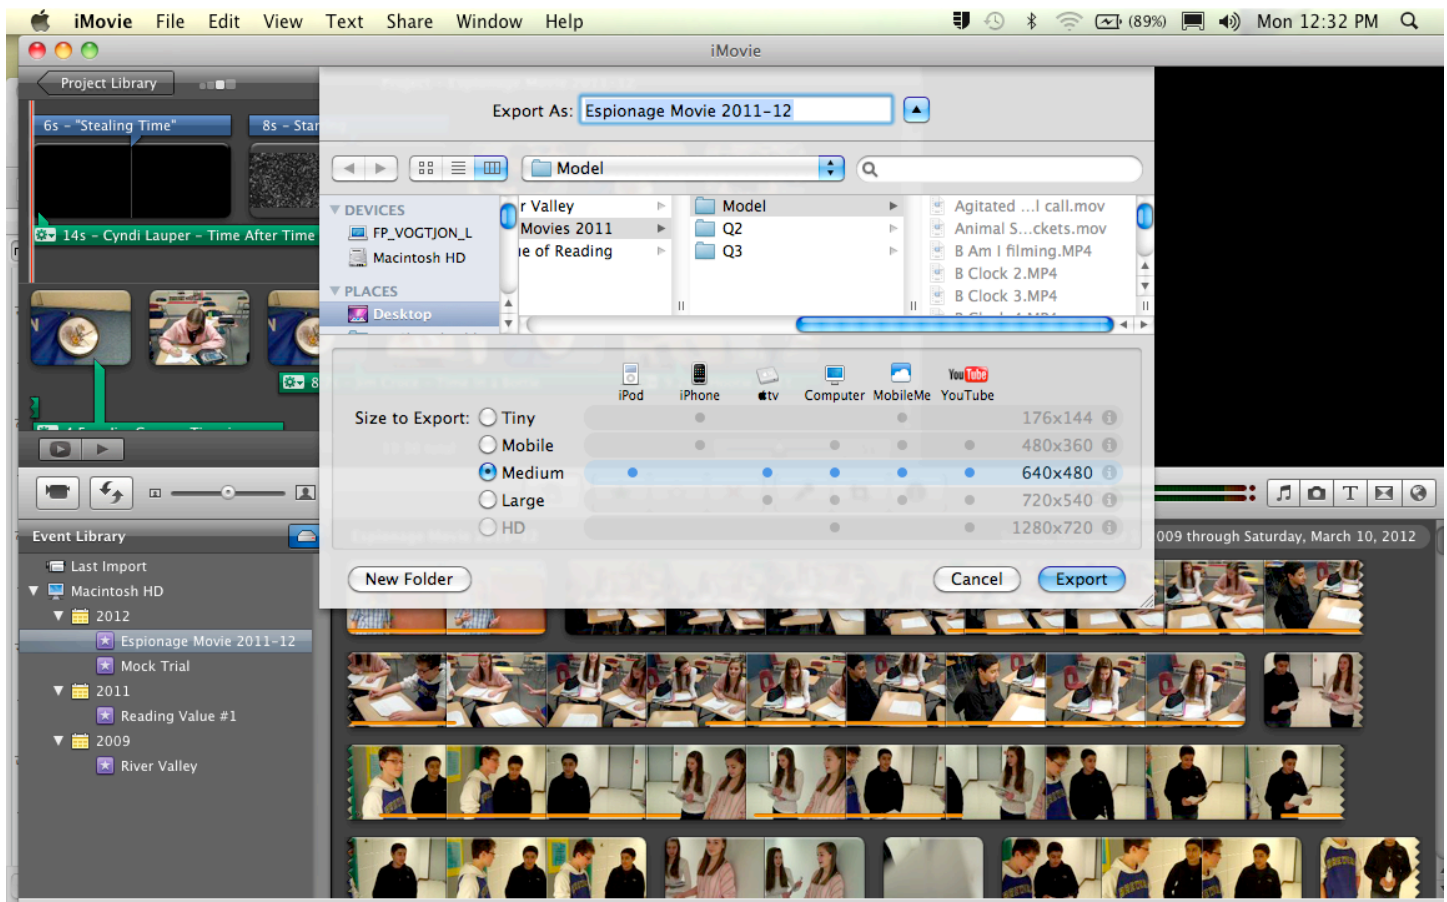 iMovie File Edit View Text Share Window Help (89%) Mon 12:32 PM
iMovie
Project Library
Export As: Espionage Movie 2011-12
6s - "Stealing Time" 8s - Star
14s - Cyndi Lauper - Time After Time
Model
DEVICES
FP_VOGTJON_L
Macintosh HD
PLACES
Desktop
r Valley
Movies 2011
ie of Reading
Model
Q2
Q3
Agitated ...l call.mov
Animal S...ckets.mov
B Am I filming.MP4
B Clock 2.MP4
B Clock 3.MP4
8
iPod iPhone tv Computer MobileMe YouTube
Size to Export: Tiny 176x144
Mobile 480x360
Medium 640x480
Large 720x540
HD 1280x720
New Folder Cancel Export
Event Library
009 through Saturday, March 10, 2012
Last Import
Macintosh HD
2012
Espionage Movie 2011-12
Mock Trial
2011
Reading Value #1
2009
River Valley